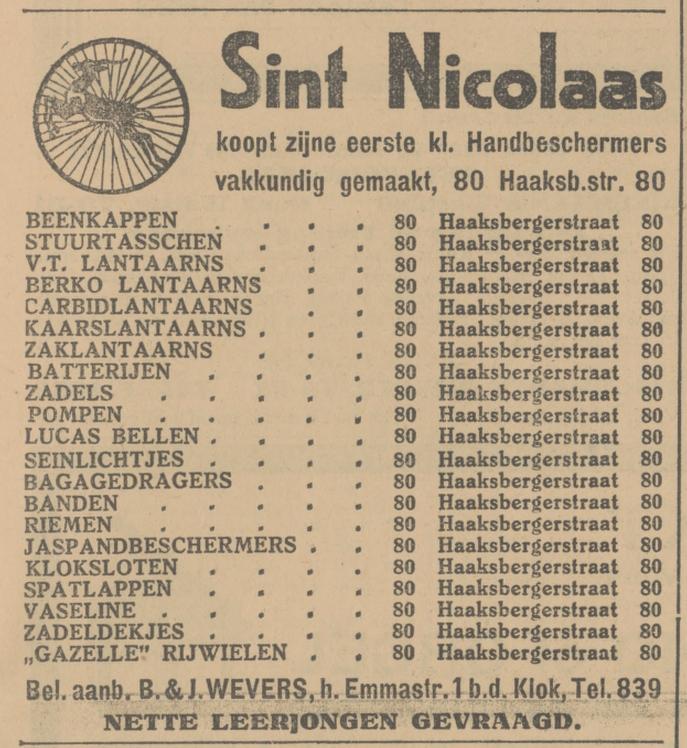 Sint Nicolaas
koopt zijne eerste kl. Handbeschermers
vakkundig gemaakt, 80 Haaksb.str. 80
BEENKAPPEN . . . . 80 Haaksbergerstraat 80
STUURTASSCHEN . . . 80 Haaksbergerstraat 80
V.T. LANTAARNS . . . 80 Haaksbergerstraat 80
BERKO LANTAARNS . . 80 Haaksbergerstraat 80
CARBIDLANTAARNS . . 80 Haaksbergerstraat 80
KAARSLANTAARNS . . . 80 Haaksbergerstraat 80
ZAKLANTAARNS . . . 80 Haaksbergerstraat 80
BATTERIJEN . . . . 80 Haaksbergerstraat 80
ZADELS . . . . . 80 Haaksbergerstraat 80
POMPEN . . . . . 80 Haaksbergerstraat 80
LUCAS BELLEN . . . . 80 Haaksbergerstraat 80
SEINLICHTJES . . . . 80 Haaksbergerstraat 80
BAGAGEDRAGERS . . . 80 Haaksbergerstraat 80
BANDEN . . . . . 80 Haaksbergerstraat 80
RIEMEN . . . . . 80 Haaksbergerstraat 80
JASPANDBESCHERMERS . . 80 Haaksbergerstraat 80
KLOKSLOTEN . . . . 80 Haaksbergerstraat 80
SPATLAPPEN . . . . 80 Haaksbergerstraat 80
VASELINE . . . . . 80 Haaksbergerstraat 80
ZADELDEKJES . . . . 80 Haaksbergerstraat 80
„GAZELLE" RIJWIELEN . . 80 Haaksbergerstraat 80
Bel. aanb. B. & J. WEVERS, h. Emmastr. 1 b.d. Klok, Tel. 839
NETTE LEERJONGEN GEVRAAGD.